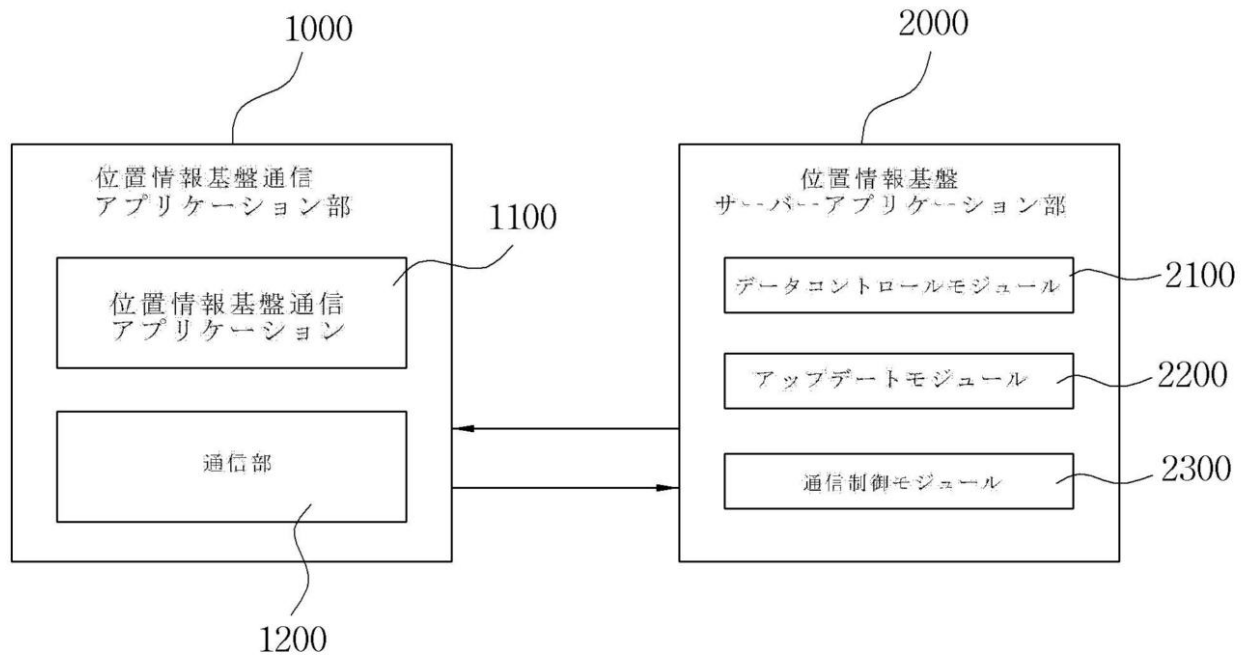 1000
2000
位置情報基盤通信
アプリケーション部
位置情報基盤
サーバーアプリケーション部
1100
位置情報基盤通信
アプリケーション
データコントロールモジュール
2100
アップデートモジュール
2200
通信部
通信制御モジュール
2300
1200